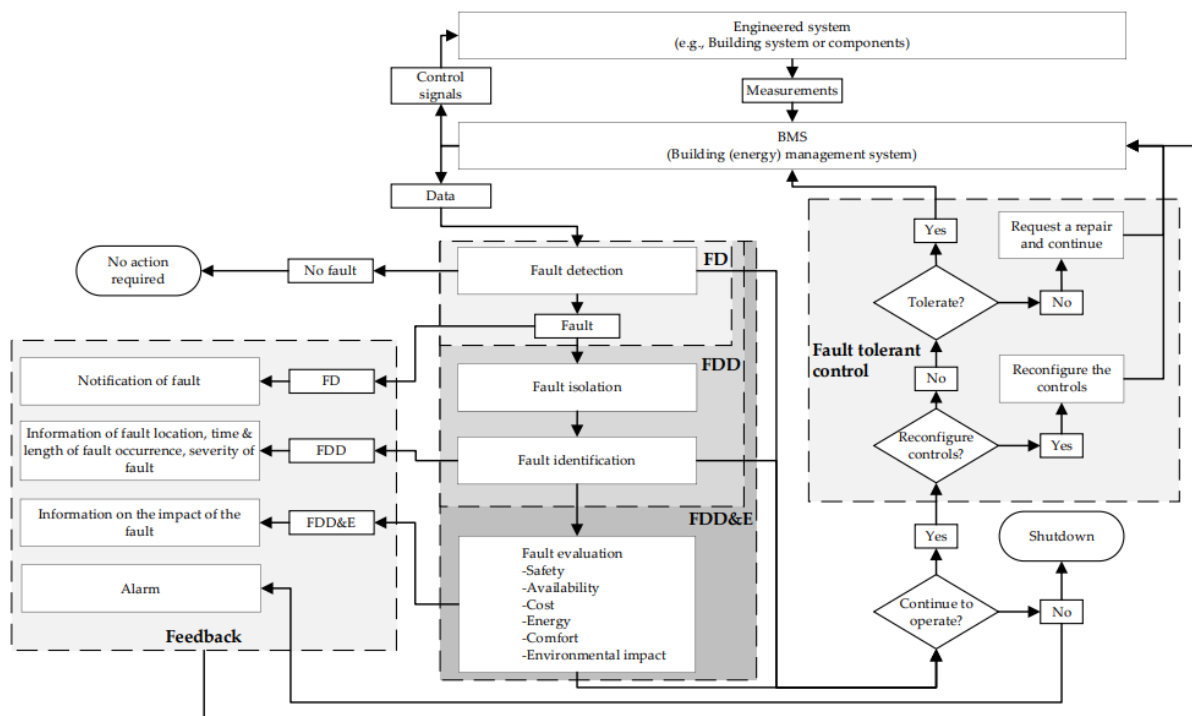 Engineered system
(e.g., Building system or components)
Control
signals
Measurements
BMS
(Building (energy) management system)
Data
Yes
Request a repair
and continue
No action
required
No fault
Fault detection
FD
Tolerate?
No
Fault
Fault tolerant
control
FDD
Notification of fault
FD
Fault isolation
No
Reconfigure the
controls
Information of fault location, time &
length of fault occurrence, severity of
fault
FDD
Fault identification
Reconfigure
controls?
Yes
Information on the impact of the
fault
FDD&E
FDD&E
Yes
Shutdown
Fault evaluation
-Safety
-Availability
-Cost
-Energy
-Comfort
-Environmental impact
Alarm
Continue to
operate?
No
Feedback